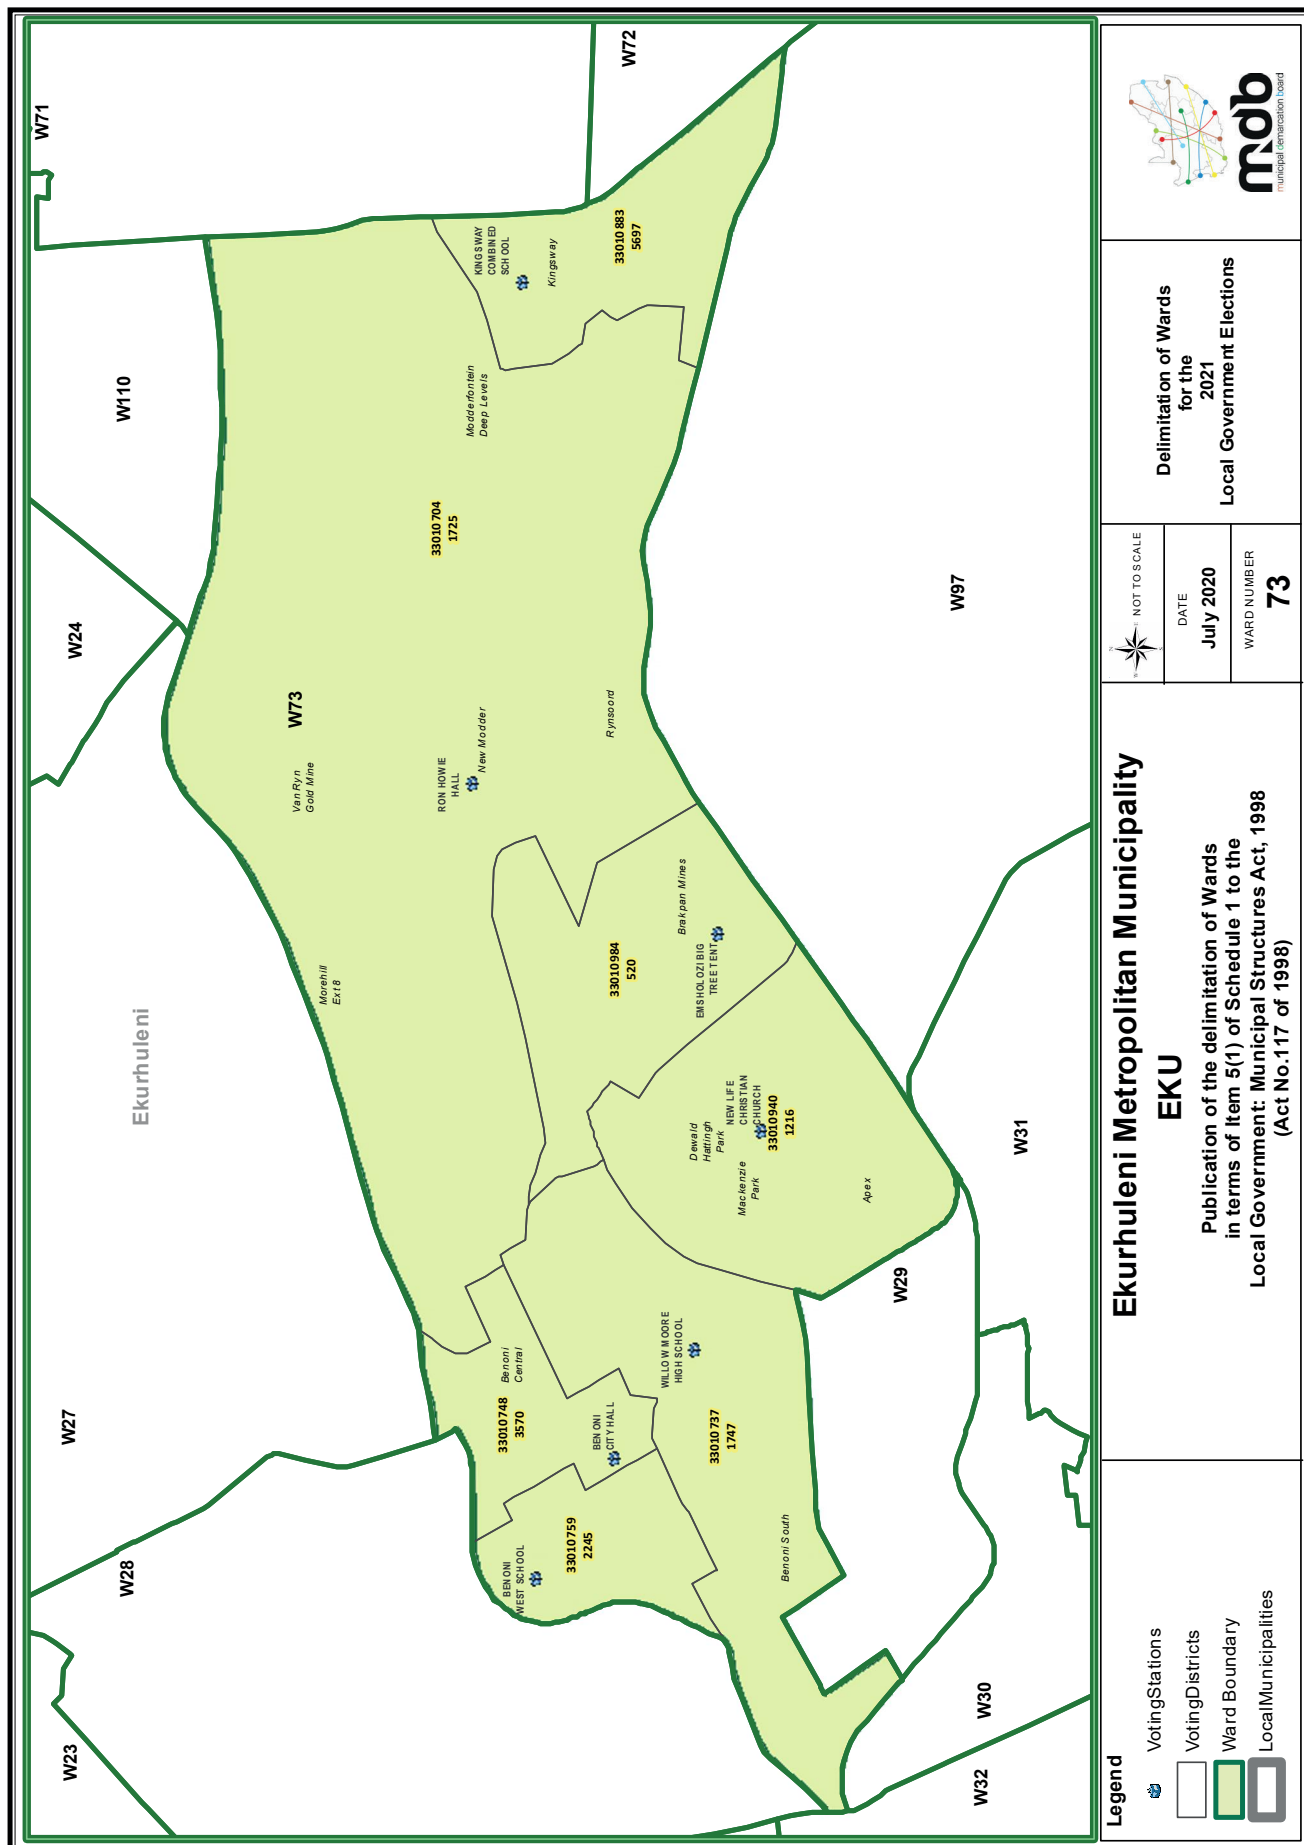 W23
W28
W27
W24
W110
W71
W72
Ekurhuleni
W73
Van Ryn
Gold Mine
Morehill
Ext 8
RON HOWIE
HALL
New Modder
33010704
1725
Modderfontein
Deep Levels
KINGSWAY
COMBINED
SCHOOL
Kingsway
33010883
5697
Rynsoord
33010984
520
Brakpan Mines
EMSHOLOZI BIG
TREE TENT
Benoni
Central
33010748
3570
BENONI
CITY HALL
BENONI
WEST SCHOOL
33010759
2245
WILLOWMOORE
HIGH SCHOOL
33010737
1747
Benoni South
Dewald
Hattingh
Park
NEW LIFE
CHRISTIAN
CHURCH
33010940
1216
Mackenzie
Park
Apex
W29
W97
W31
W30
W32
Legend
VotingStations
VotingDistricts
Ward Boundary
LocalMunicipalities
Ekurhuleni Metropolitan Municipality
EKU
Publication of the delimitation of Wards
in terms of Item 5(1) of Schedule 1 to the
Local Government: Municipal Structures Act, 1998
(Act No.117 of 1998)
N
W
E
S
NOT TO SCALE
DATE
July 2020
WARD NUMBER
73
Delimitation of Wards
for the
2021
Local Government Elections
mdb
municipal demarcation board